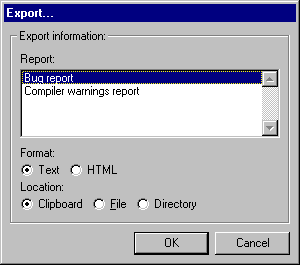 Export...
Export information:
Report:
Bug report
Compiler warnings report
Format:
Text HTML
Location:
Clipboard File Directory
OK Cancel